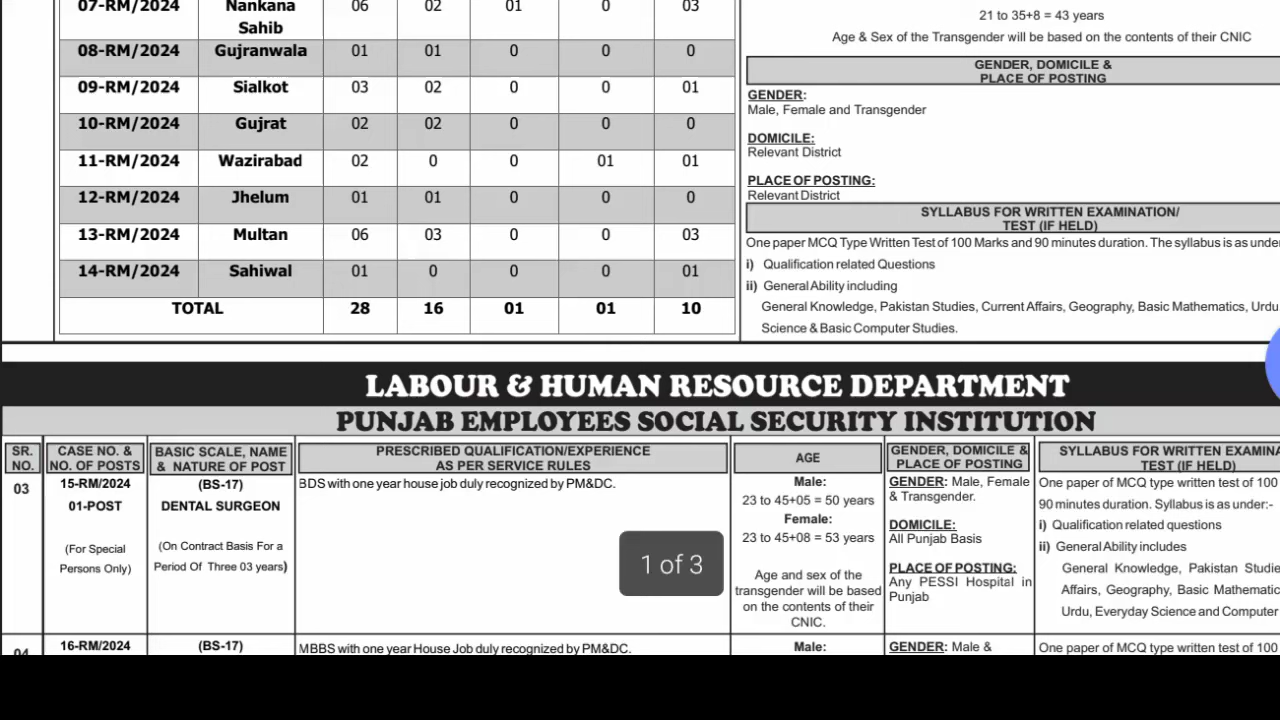 07-RM/2024 Nankana Sahib 06 02 01 0 03
08-RM/2024 Gujranwala 01 01 0 0 0
09-RM/2024 Sialkot 03 02 0 0 01
10-RM/2024 Gujrat 02 02 0 0 0
11-RM/2024 Wazirabad 02 0 0 01 01
12-RM/2024 Jhelum 01 01 0 0 0
13-RM/2024 Multan 06 03 0 0 03
14-RM/2024 Sahiwal 01 0 0 0 01
TOTAL 28 16 01 01 10
21 to 35+8 = 43 years
Age & Sex of the Transgender will be based on the contents of their CNIC
GENDER, DOMICILE &
PLACE OF POSTING
GENDER:
Male, Female and Transgender
DOMICILE:
Relevant District
PLACE OF POSTING:
Relevant District
SYLLABUS FOR WRITTEN EXAMINATION/
TEST (IF HELD)
One paper MCQ Type Written Test of 100 Marks and 90 minutes duration. The syllabus is as under
i) Qualification related Questions
ii) General Ability including
General Knowledge, Pakistan Studies, Current Affairs, Geography, Basic Mathematics, Urdu
Science & Basic Computer Studies.
LABOUR & HUMAN RESOURCE DEPARTMENT
PUNJAB EMPLOYEES SOCIAL SECURITY INSTITUTION
SR.
NO.
CASE NO. &
NO. OF POSTS
BASIC SCALE, NAME
& NATURE OF POST
PRESCRIBED QUALIFICATION/EXPERIENCE
AS PER SERVICE RULES
AGE
GENDER, DOMICILE &
PLACE OF POSTING
SYLLABUS FOR WRITTEN EXAMINA
TEST (IF HELD)
03
15-RM/2024
01-POST
(For Special
Persons Only)
(BS-17)
DENTAL SURGEON
(On Contract Basis For a
Period Of Three 03 years)
BDS with one year house job duly recognized by PM&DC.
1 of 3
Male:
23 to 45+05 = 50 years
Female:
23 to 45+08 = 53 years
Age and sex of the
transgender will be based
on the contents of their
CNIC.
GENDER: Male, Female
& Transgender.
DOMICILE:
All Punjab Basis
PLACE OF POSTING:
Any PESSI Hospital in
Punjab
One paper of MCQ type written test of 100
90 minutes duration. Syllabus is as under:-
i) Qualification related questions
ii) General Ability includes
General Knowledge, Pakistan Studie
Affairs, Geography, Basic Mathematic
Urdu, Everyday Science and Computer
04
16-RM/2024
(BS-17)
MBBS with one year House Job duly recognized by PM&DC.
Male:
GENDER: Male &
One paper of MCQ type written test of 100